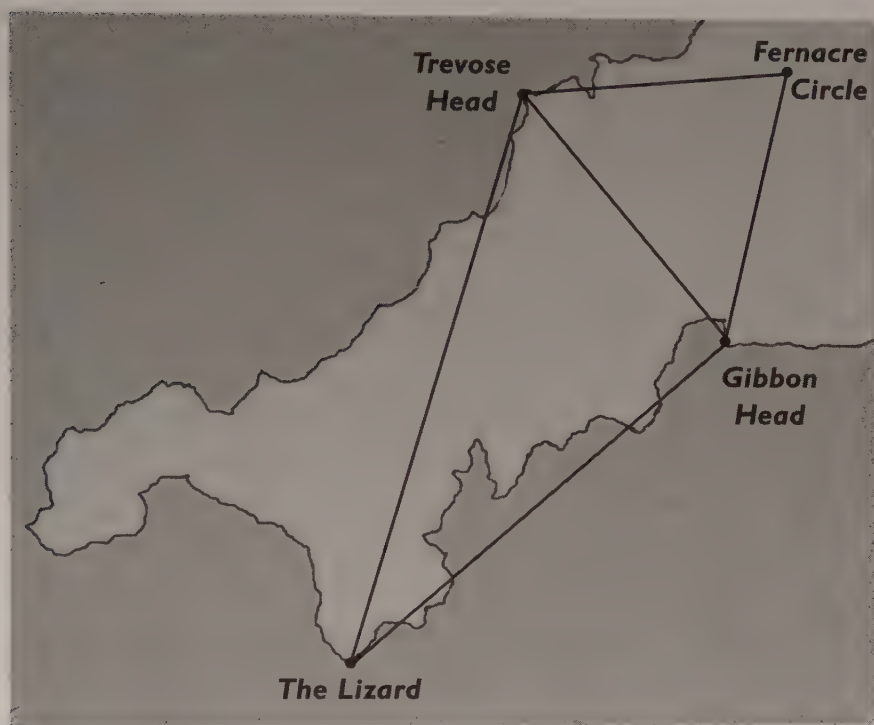 Trevose
Head
Fernacre
Circle
Gibbon
Head
The Lizard